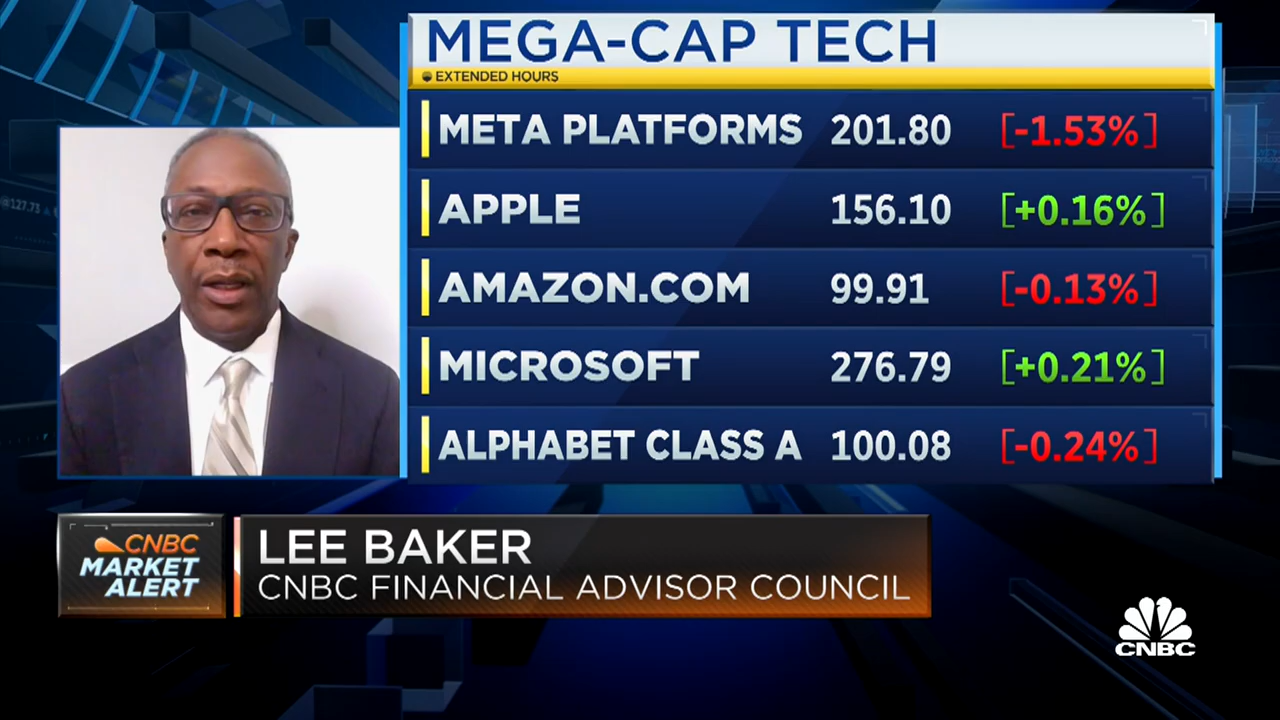 MEGA-CAP TECH
EXTENDED HOURS
META PLATFORMS 201.80 [-1.53%]
APPLE 156.10 [+0.16%]
AMAZON.COM 99.91 [-0.13%]
MICROSOFT 276.79 [+0.21%]
ALPHABET CLASS A 100.08 [-0.24%]
@127.73
CNBC
MARKET
ALERT
LEE BAKER
CNBC FINANCIAL ADVISOR COUNCIL
CNBC